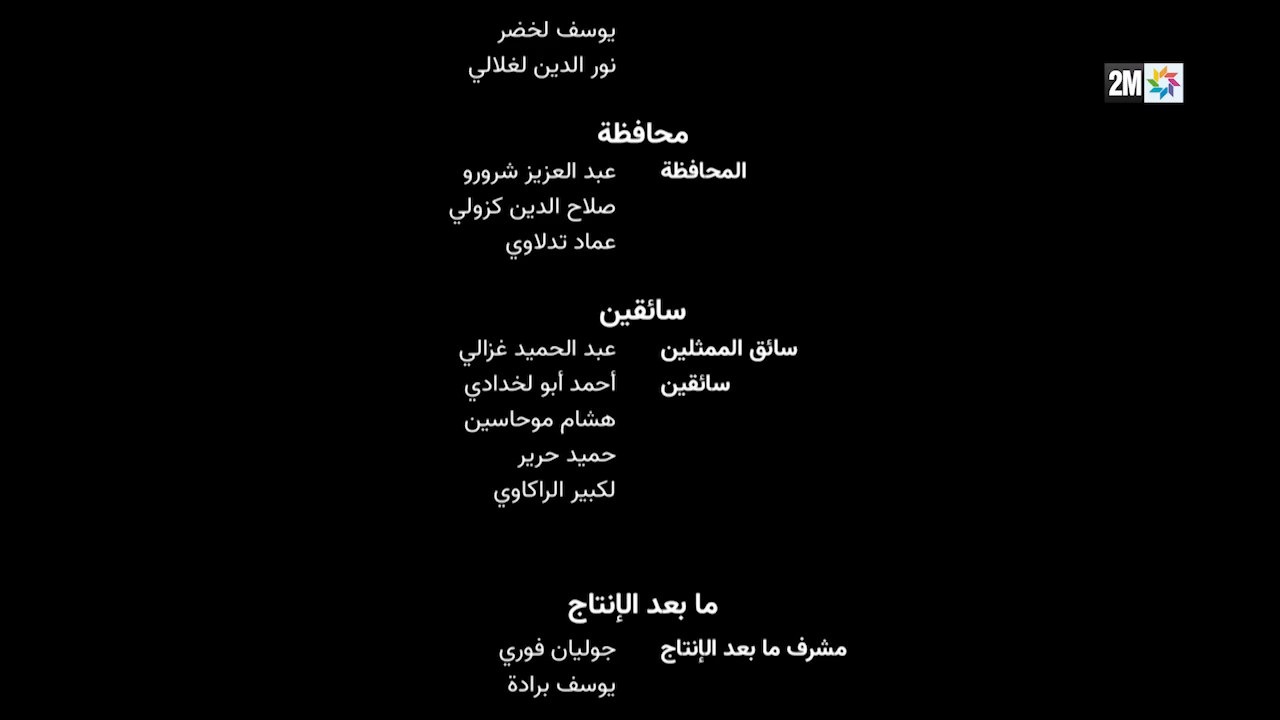 يوسف لخضر
نور الدين لغلالي
2M
محافظة
المحافظة عبد العزيز شرورو
صلاح الدين كزولي
عماد تدلاوي
سائقين
سائق الممثلين عبد الحميد غزالي
سائقين أحمد أبو لخدادي
هشام موحاسين
حميد حرير
لكبير الراكاوي
ما بعد الإنتاج
مشرف ما بعد الإنتاج جوليان فوري
يوسف برادة